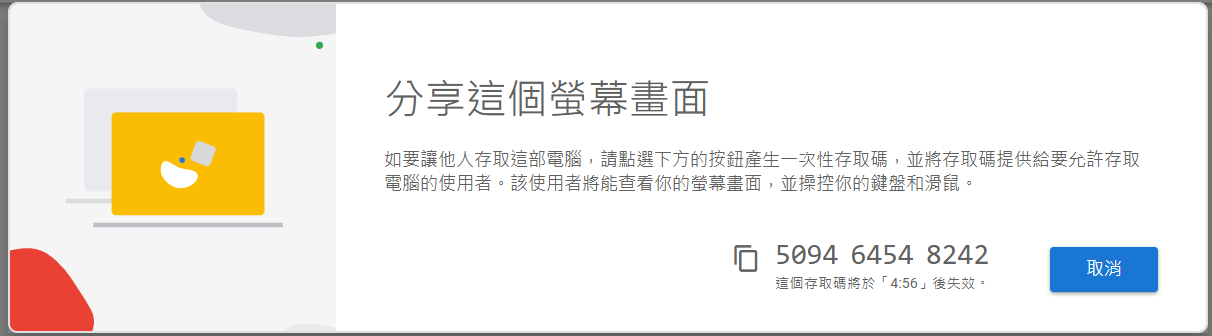 分享這個螢幕畫面
如要讓他人存取這部電腦，請點選下方的按鈕產生一次性存取碼，並將存取碼提供給要允許存取
電腦的使用者。該使用者將能查看你的螢幕畫面，並操控你的鍵盤和滑鼠。
5094 6454 8242
取消
這個存取碼將於「4:56」後失效。